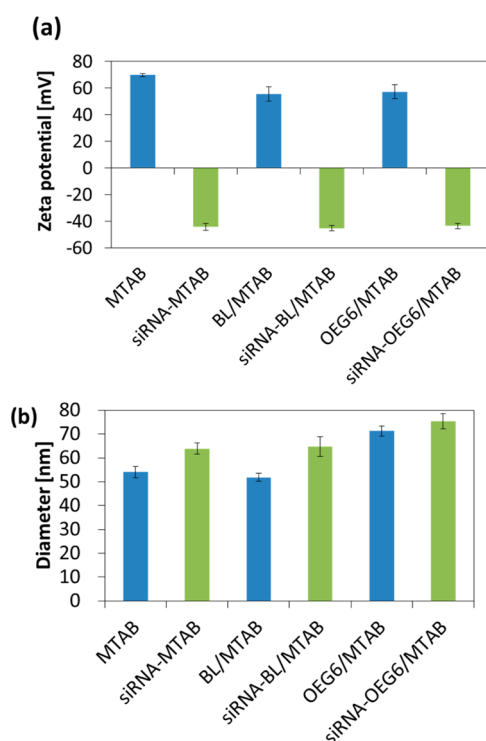 (a)
Zeta potential [mV]
80
60
40
20
0
-20
-40
-60
MTAB
siRNA-MTAB
BL/MTAB
siRNA-BL/MTAB
OEG6/MTAB
siRNA-OEG6/MTAB
(b)
Diameter [nm]
80
70
60
50
40
30
20
10
0
MTAB
siRNA-MTAB
BL/MTAB
siRNA-BL/MTAB
OEG6/MTAB
siRNA-OEG6/MTAB